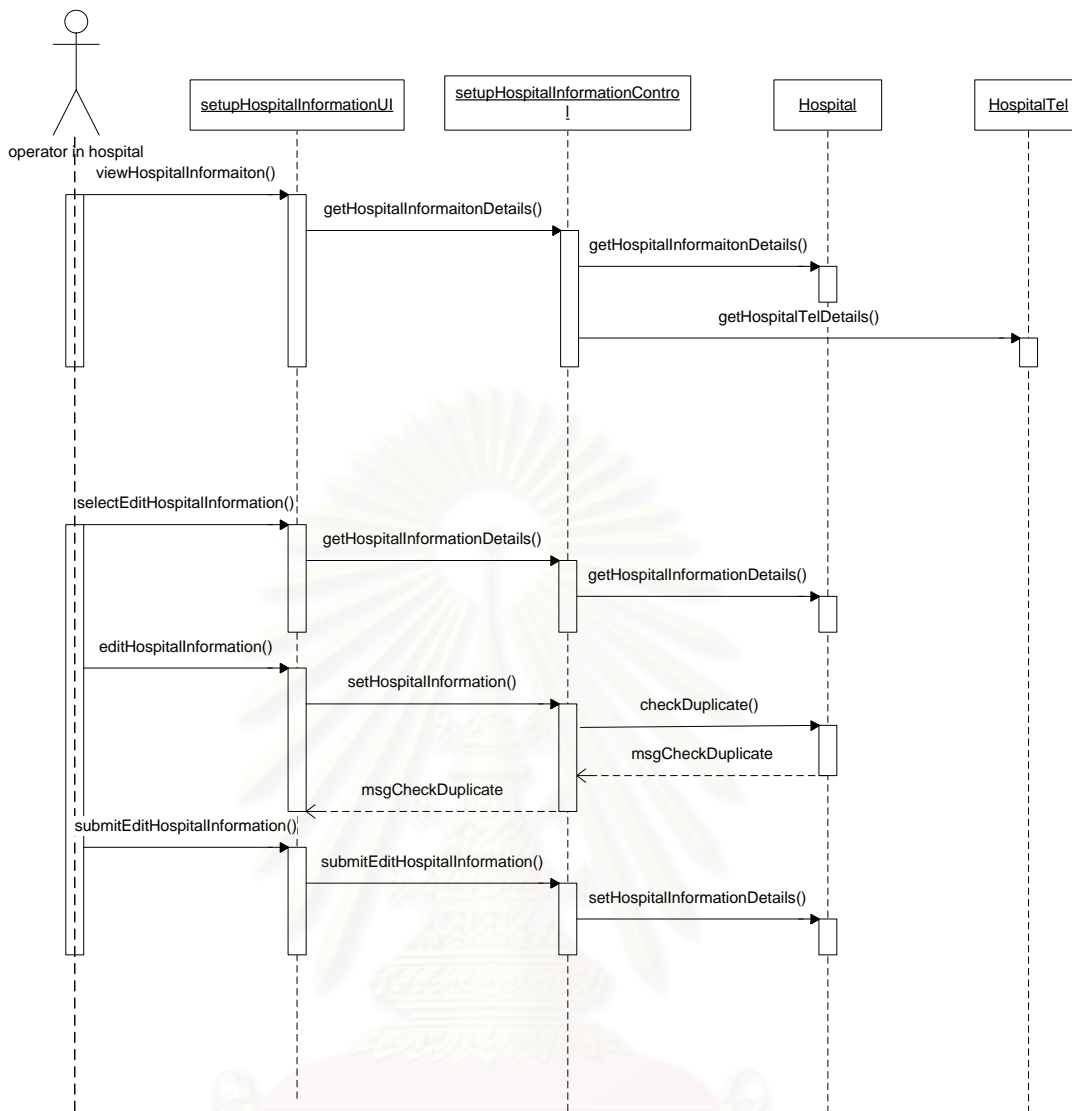 setupHospitalInformationUI
setupHospitalInformationContro
l
Hospital
HospitalTel
operator in hospital
viewHospitalInformaiton()
getHospitalInformaitonDetails()
getHospitalInformaitonDetails()
getHospitalTelDetails()
selectEditHospitalInformation()
getHospitalInformationDetails()
getHospitalInformationDetails()
editHospitalInformation()
setHospitalInformation()
checkDuplicate()
msgCheckDuplicate
msgCheckDuplicate
submitEditHospitalInformation()
submitEditHospitalInformation()
setHospitalInformationDetails()